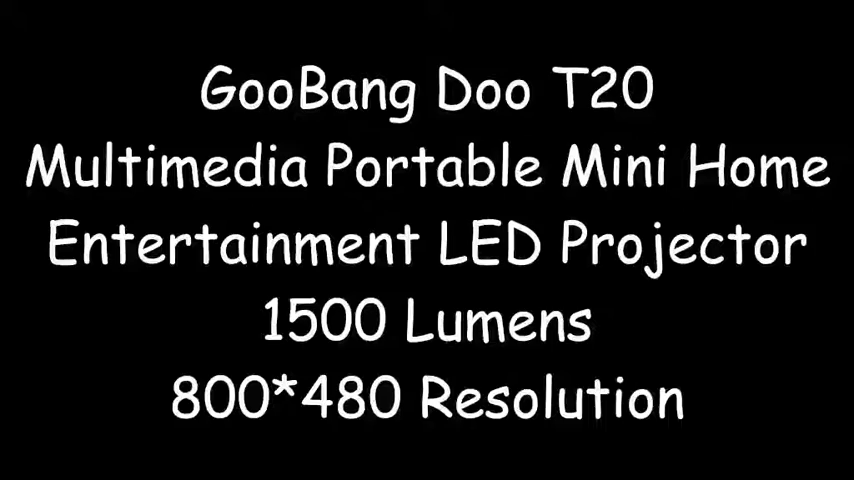 GooBang Doo T20
Multimedia Portable Mini Home
Entertainment LED Projector
1500 Lumens
800*480 Resolution